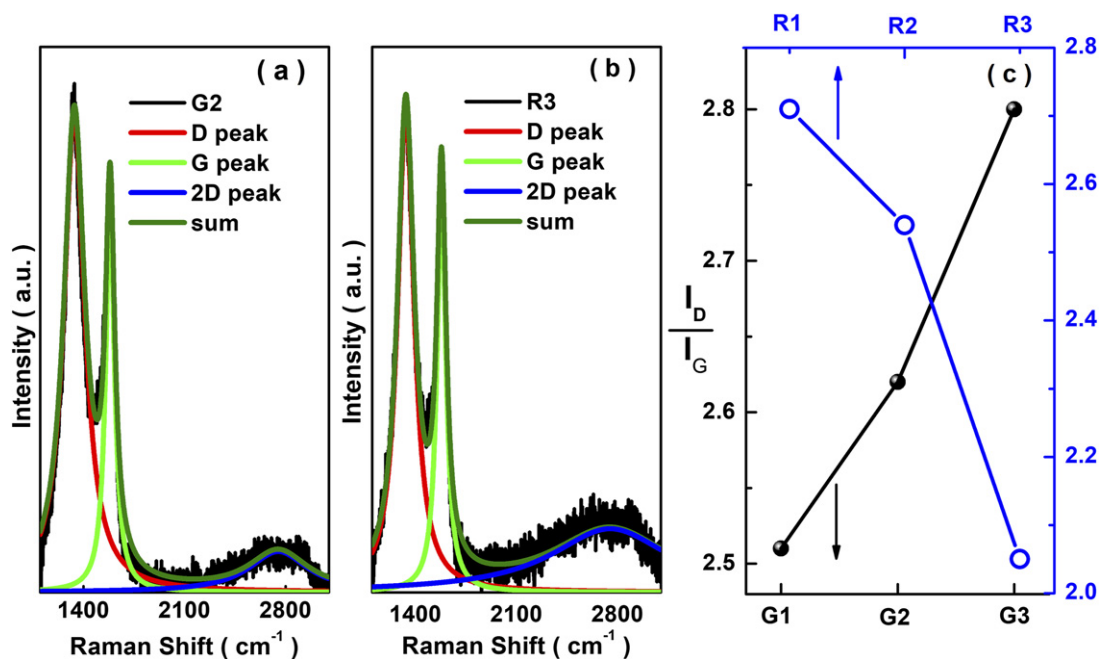 ( a )
G2
D peak
G peak
2D peak
sum
Intensity ( a.u. )
1400 2100 2800
Raman Shift ( cm⁻¹ )
( b )
R3
D peak
G peak
2D peak
sum
Intensity ( a.u. )
1400 2100 2800
Raman Shift ( cm⁻¹ )
R1 R2 R3
( c )
2.8
2.7
2.6
2.5
I_D
I_G
2.8
2.6
2.4
2.2
2.0
G1 G2 G3